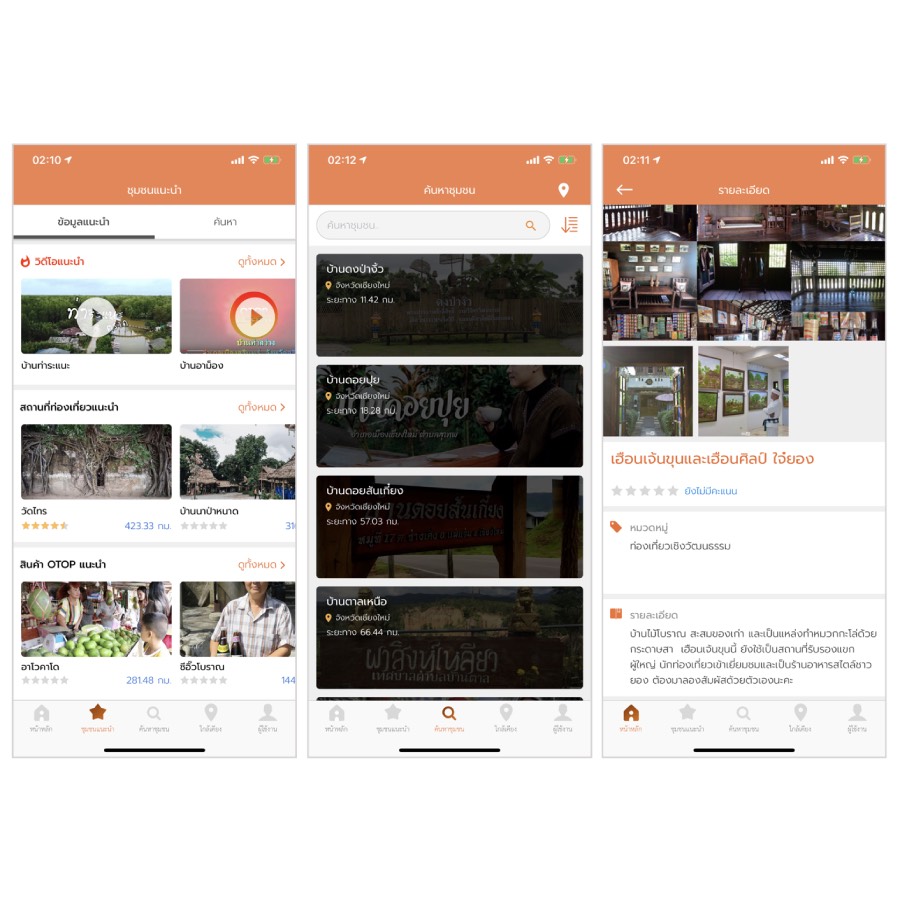 02:10
ชุมชนแนะนำ
ข้อมูลแนะนำ
ค้นหา
วิดีโอแนะนำ
ดูทั้งหมด
บ้านท่าระแนะ
บ้านอาม็อง
สถานที่ท่องเที่ยวแนะนำ
ดูทั้งหมด
วัดไทร
423.33 กม.
บ้านนาป่าหนาด
สินค้า OTOP แนะนำ
ดูทั้งหมด
อาโวคาโด
281.48 กม.
ซีอิ๊วโบราณ
144
หน้าหลัก
ชุมชนแนะนำ
ค้นหาชุมชน
ใกล้เคียง
ผู้ใช้งาน
02:12
ค้นหาชุมชน
ค้นหาชุมชน..
บ้านดงป่างิ้ว
จังหวัดเชียงใหม่
ระยะทาง 11.42 กม.
บ้านดอยปุย
จังหวัดเชียงใหม่
ระยะทาง 18.28 กม.
บ้านดอยสันเกี๋ยง
จังหวัดเชียงใหม่
ระยะทาง 57.03 กม.
บ้านตาลเหนือ
จังหวัดเชียงใหม่
ระยะทาง 66.44 กม.
หน้าหลัก
ชุมชนแนะนำ
ค้นหาชุมชน
ใกล้เคียง
ผู้ใช้งาน
02:11
รายละเอียด
เฮือนเจ้นขุนและเฮือนศิลป์ ใจ๋ยอง
ยังไม่มีคะแนน
หมวดหมู่
ท่องเที่ยวเชิงวัฒนธรรม
รายละเอียด
บ้านไม้โบราณ สะสมของเก่า และเป็นแหล่งทำหมวกกะโล่ด้วย
กระดาษสา เฮือนเจ้นขุนนี้ ยังใช้เป็นสถานที่รับรองแขก
ผู้ใหญ่ นักท่องเที่ยวเข้าเยี่ยมชมและเป็นร้านอาหารสไตล์ชาว
ยอง ต้องมาลองสัมผัสด้วยตัวเองนะคะ
หน้าหลัก
ชุมชนแนะนำ
ค้นหาชุมชน
ใกล้เคียง
ผู้ใช้งาน